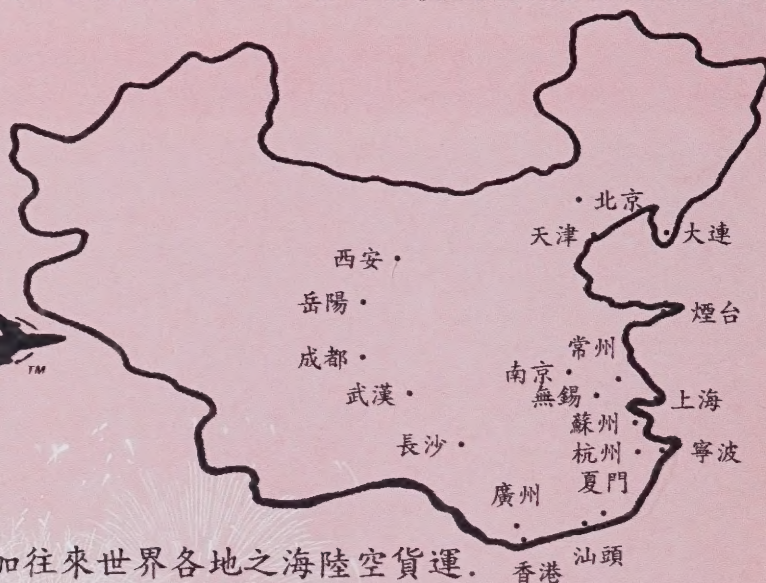 北京
天津
大連
西安
岳陽
煙台
常州
成都
南京
武漢
無錫
上海
蘇州
長沙
杭州
寧波
夏門
廣州
汕頭
香港
加往來世界各地之海陸空貨運.
TM